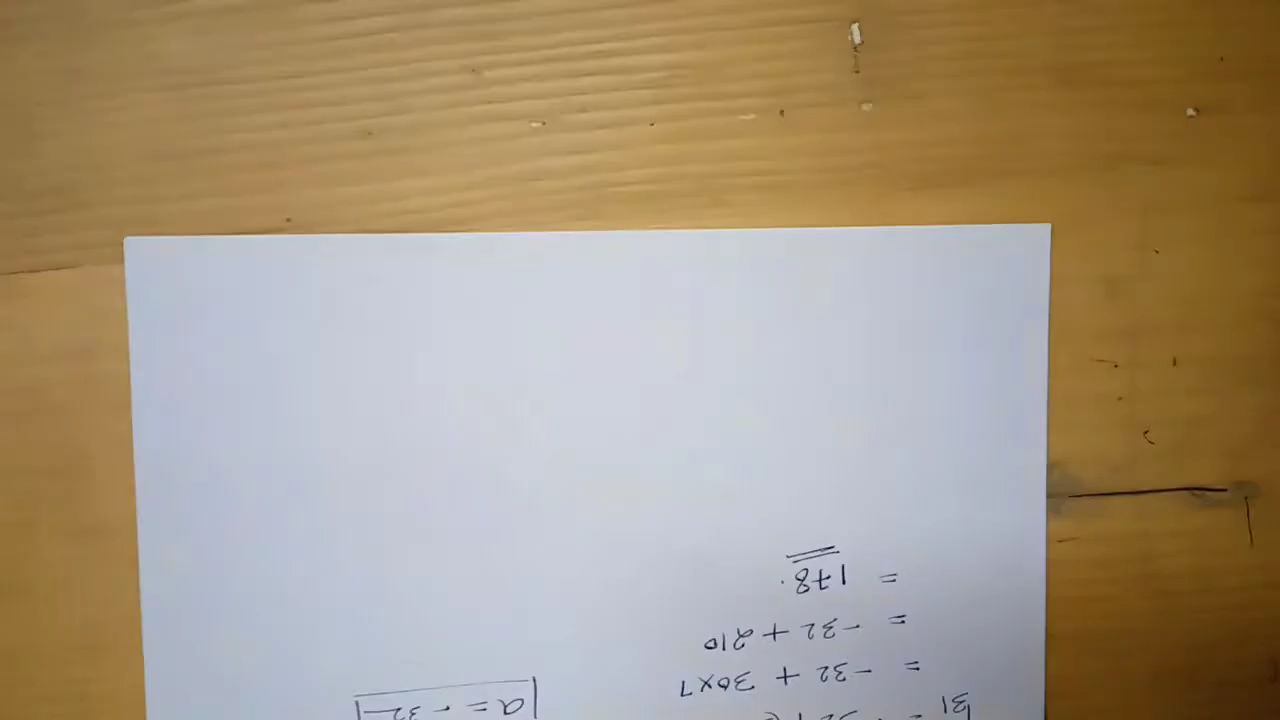 a = -32
= -32 + 30×7
= -32 + 210
= 178.